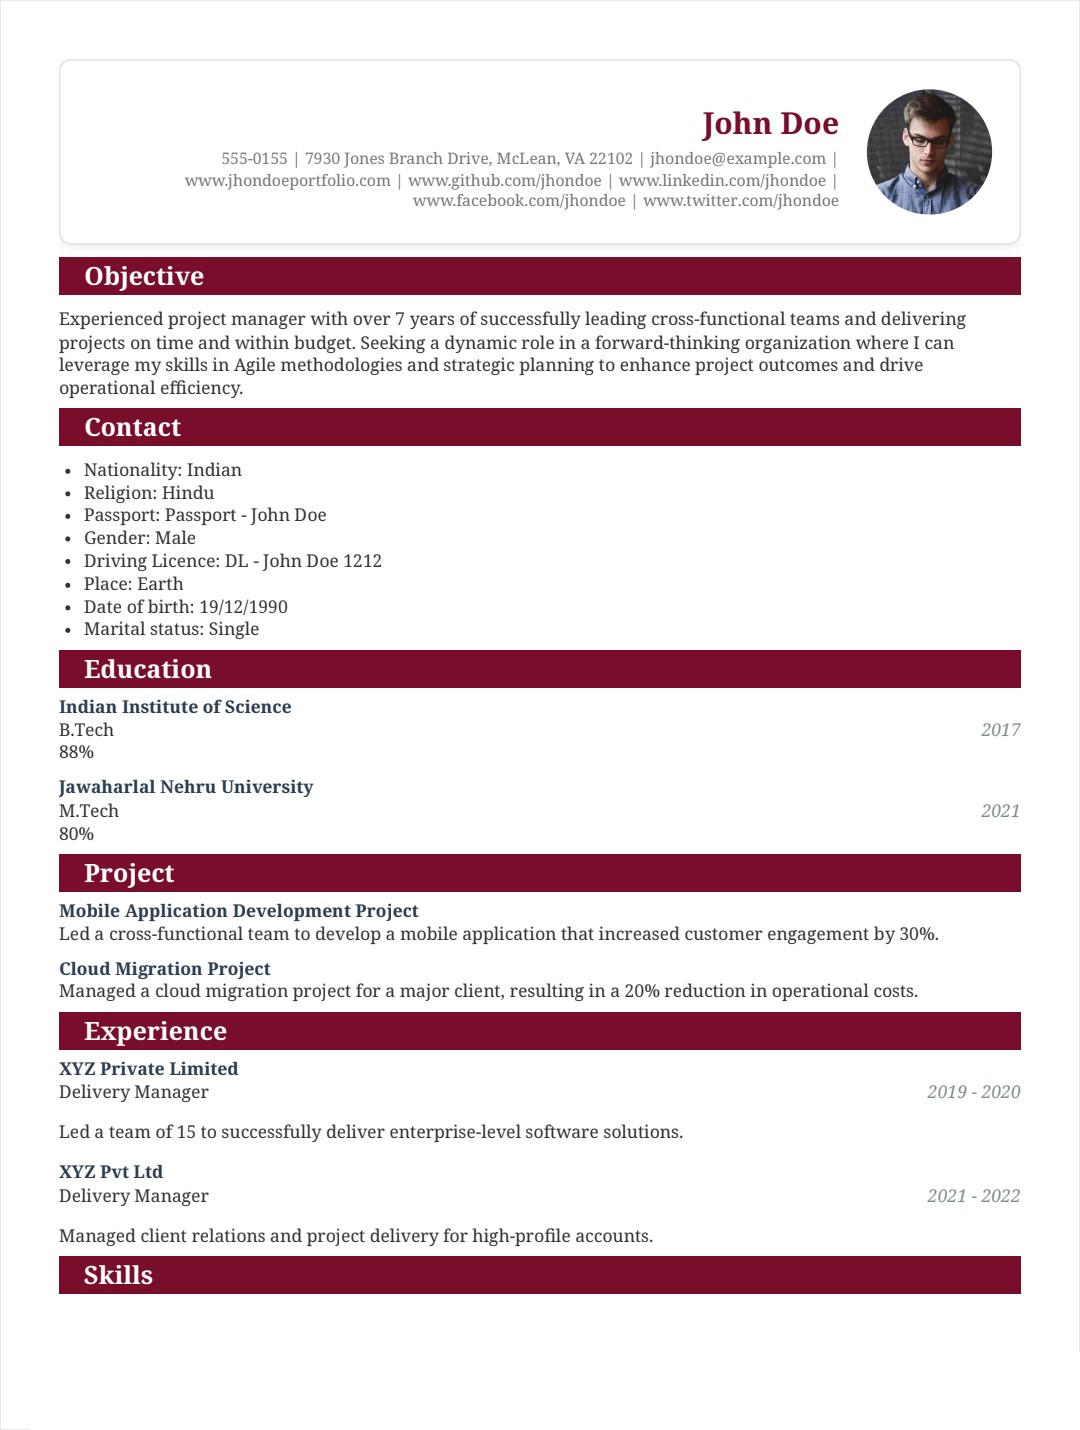 John Doe
555-0155 | 7930 Jones Branch Drive, McLean, VA 22102 | jhondoe@example.com |
www.jhondoeportfolio.com | www.github.com/jhondoe | www.linkedin.com/jhondoe |
www.facebook.com/jhondoe | www.twitter.com/jhondoe
Objective
Experienced project manager with over 7 years of successfully leading cross-functional teams and delivering
projects on time and within budget. Seeking a dynamic role in a forward-thinking organization where I can
leverage my skills in Agile methodologies and strategic planning to enhance project outcomes and drive
operational efficiency.
Contact
• Nationality: Indian
• Religion: Hindu
• Passport: Passport - John Doe
• Gender: Male
• Driving Licence: DL - John Doe 1212
• Place: Earth
• Date of birth: 19/12/1990
• Marital status: Single
Education
Indian Institute of Science
B.Tech 2017
88%
Jawaharlal Nehru University
M.Tech 2021
80%
Project
Mobile Application Development Project
Led a cross-functional team to develop a mobile application that increased customer engagement by 30%.
Cloud Migration Project
Managed a cloud migration project for a major client, resulting in a 20% reduction in operational costs.
Experience
XYZ Private Limited
Delivery Manager 2019 - 2020
Led a team of 15 to successfully deliver enterprise-level software solutions.
XYZ Pvt Ltd
Delivery Manager 2021 - 2022
Managed client relations and project delivery for high-profile accounts.
Skills